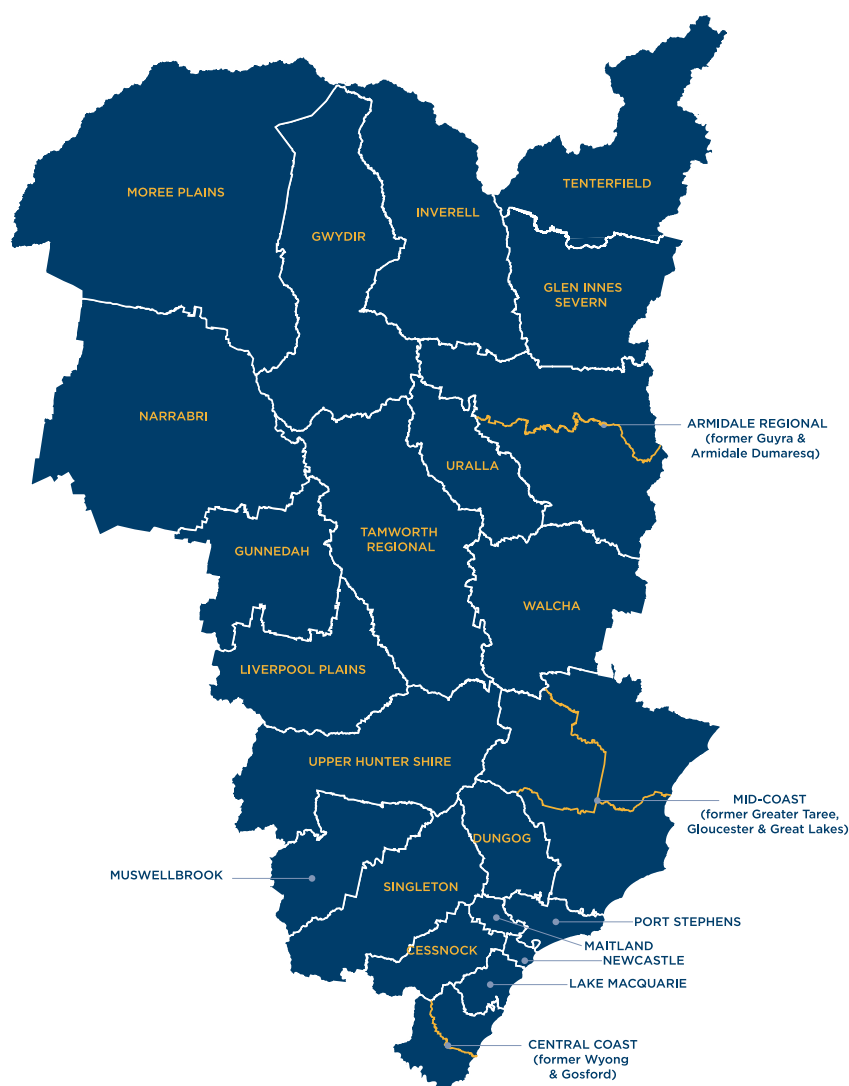 TENTERFIELD
MOREE PLAINS
INVERELL
GWYDIR
GLEN INNES
SEVERN
NARRABRI
ARMIDALE REGIONAL
(former Guyra &
Armidale Dumaresq)
URALLA
TAMWORTH
REGIONAL
GUNNEDAH
WALCHA
LIVERPOOL PLAINS
UPPER HUNTER SHIRE
MID-COAST
(former Greater Taree,
Gloucester & Great Lakes)
DUNGOG
MUSWELLBROOK
SINGLETON
PORT STEPHENS
MAITLAND
CESSNOCK
NEWCASTLE
LAKE MACQUARIE
CENTRAL COAST
(former Wyong
& Gosford)